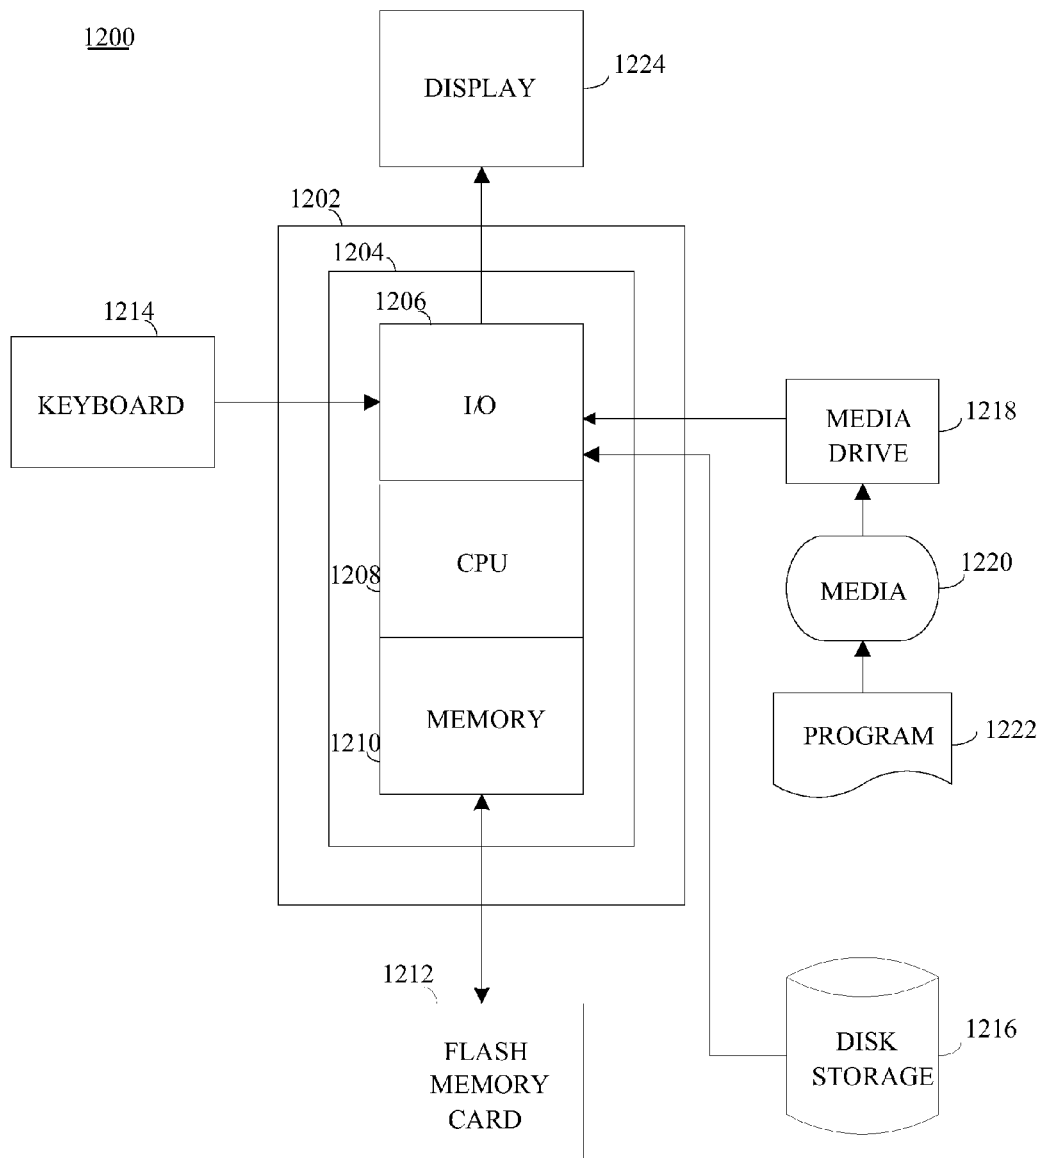 1200
DISPLAY
1224
1202
1204
1206
1214
KEYBOARD
I/O
MEDIA
DRIVE
1218
CPU
1208
MEDIA
1220
MEMORY
1210
PROGRAM
1222
1212
FLASH
MEMORY
CARD
DISK
STORAGE
1216